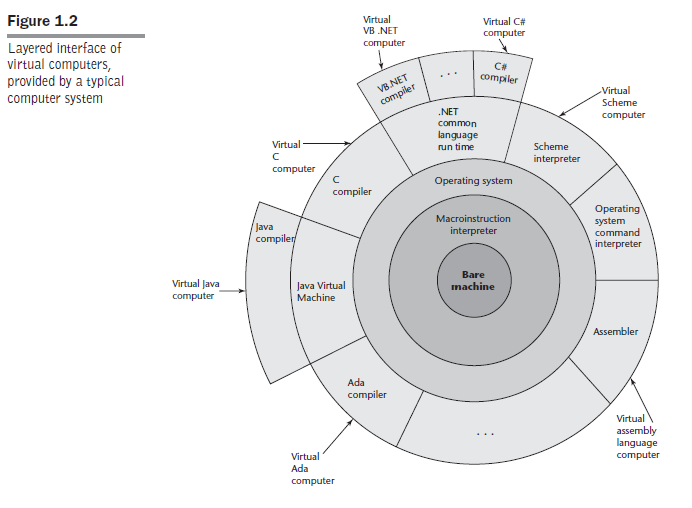 Figure 1.2
Layered interface of
virtual computers,
provided by a typical
computer system
Virtual
VB .NET
computer
Virtual C#
computer
VB.NET
compiler
. . .
C#
compiler
Virtual
Scheme
computer
.NET
common
language
run time
Scheme
interpreter
Virtual
C
computer
C
compiler
Operating system
Operating
system
command
interpreter
Macroinstruction
interpreter
Java
compiler
Bare
machine
Virtual Java
computer
Java Virtual
Machine
Assembler
Ada
compiler
. . .
Virtual
assembly
language
computer
Virtual
Ada
computer